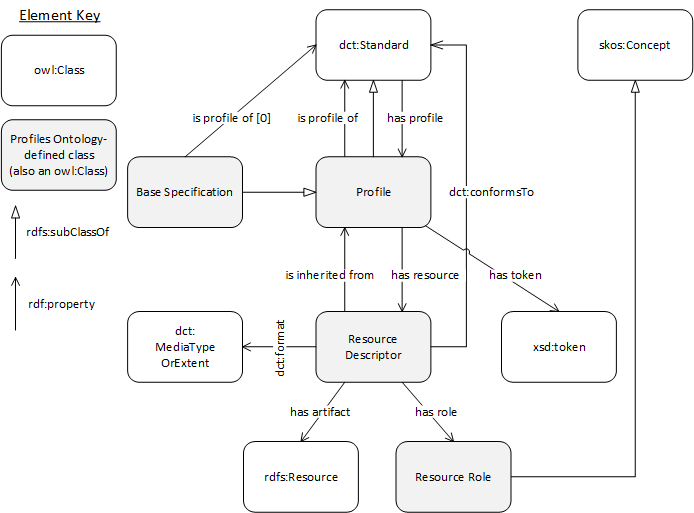 Element Key
owl:Class
Profiles Ontology-
defined class
(also an owl:Class)
rdfs:subClassOf
rdf:property
dct:Standard
skos:Concept
is profile of [0]
is profile of
has profile
Base Specification
Profile
dct:conformsTo
is inherited from
has resource
has token
dct:
MediaType
OrExtent
dct:format
Resource
Descriptor
xsd:token
has artifact
has role
rdfs:Resource
Resource Role